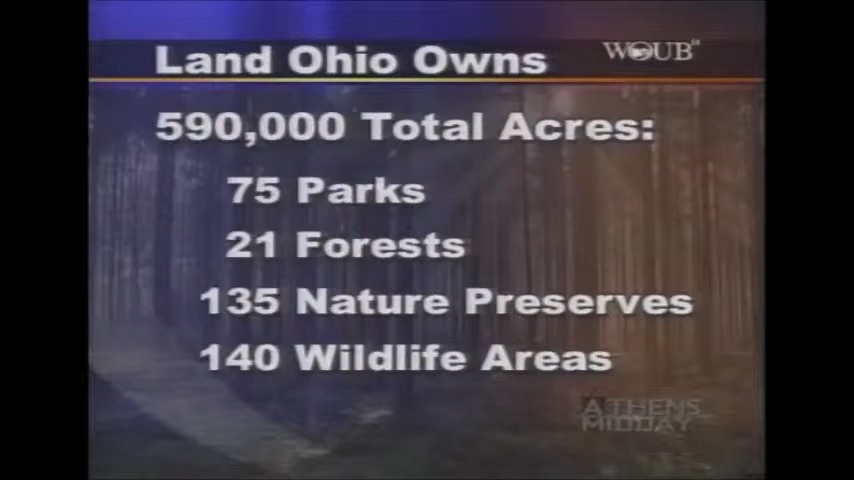 Land Ohio Owns
WOUB
590,000 Total Acres:
75 Parks
21 Forests
135 Nature Preserves
140 Wildlife Areas
ATHENS
MIDDAY